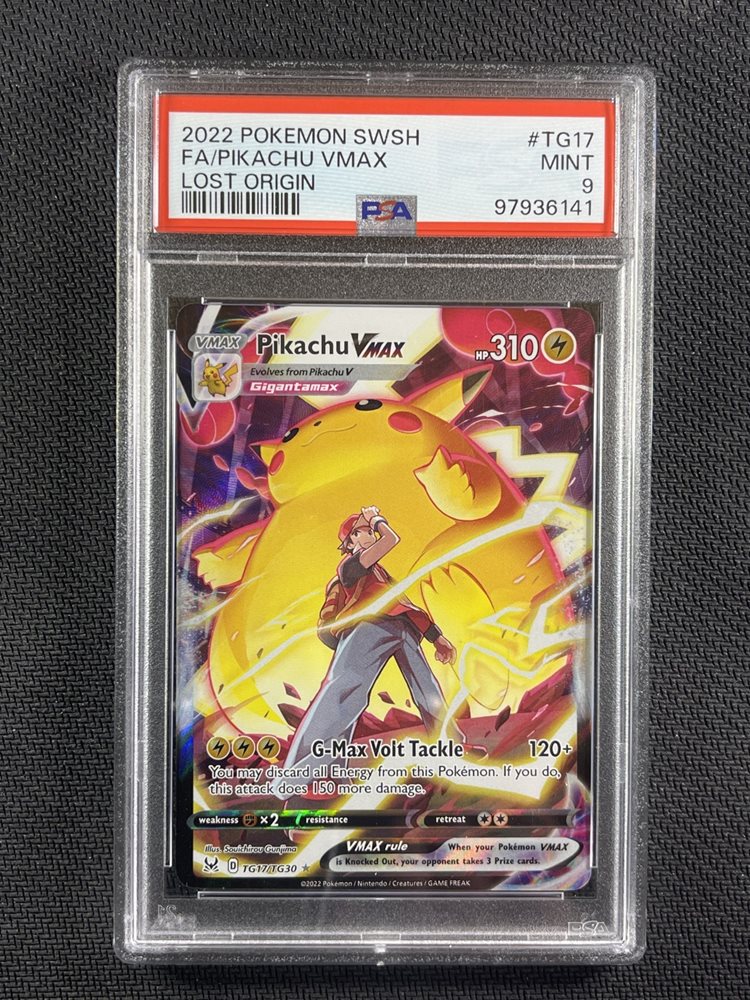 2022 POKEMON SWSH #TG17
FA/PIKACHU VMAX MINT
LOST ORIGIN 9
PSA 97936141
VMAX Pikachu VMAX HP 310
Evolves from Pikachu V
Gigantamax
G-Max Volt Tackle 120+
You may discard all Energy from this Pokémon. If you do,
this attack does 150 more damage.
weakness ×2 resistance retreat
Illus. Souichirou Gunjima
VMAX rule When your Pokémon VMAX
is Knocked Out, your opponent takes 3 Prize cards.
D TG17/TG30
©2022 Pokémon / Nintendo / Creatures / GAME FREAK
PSA